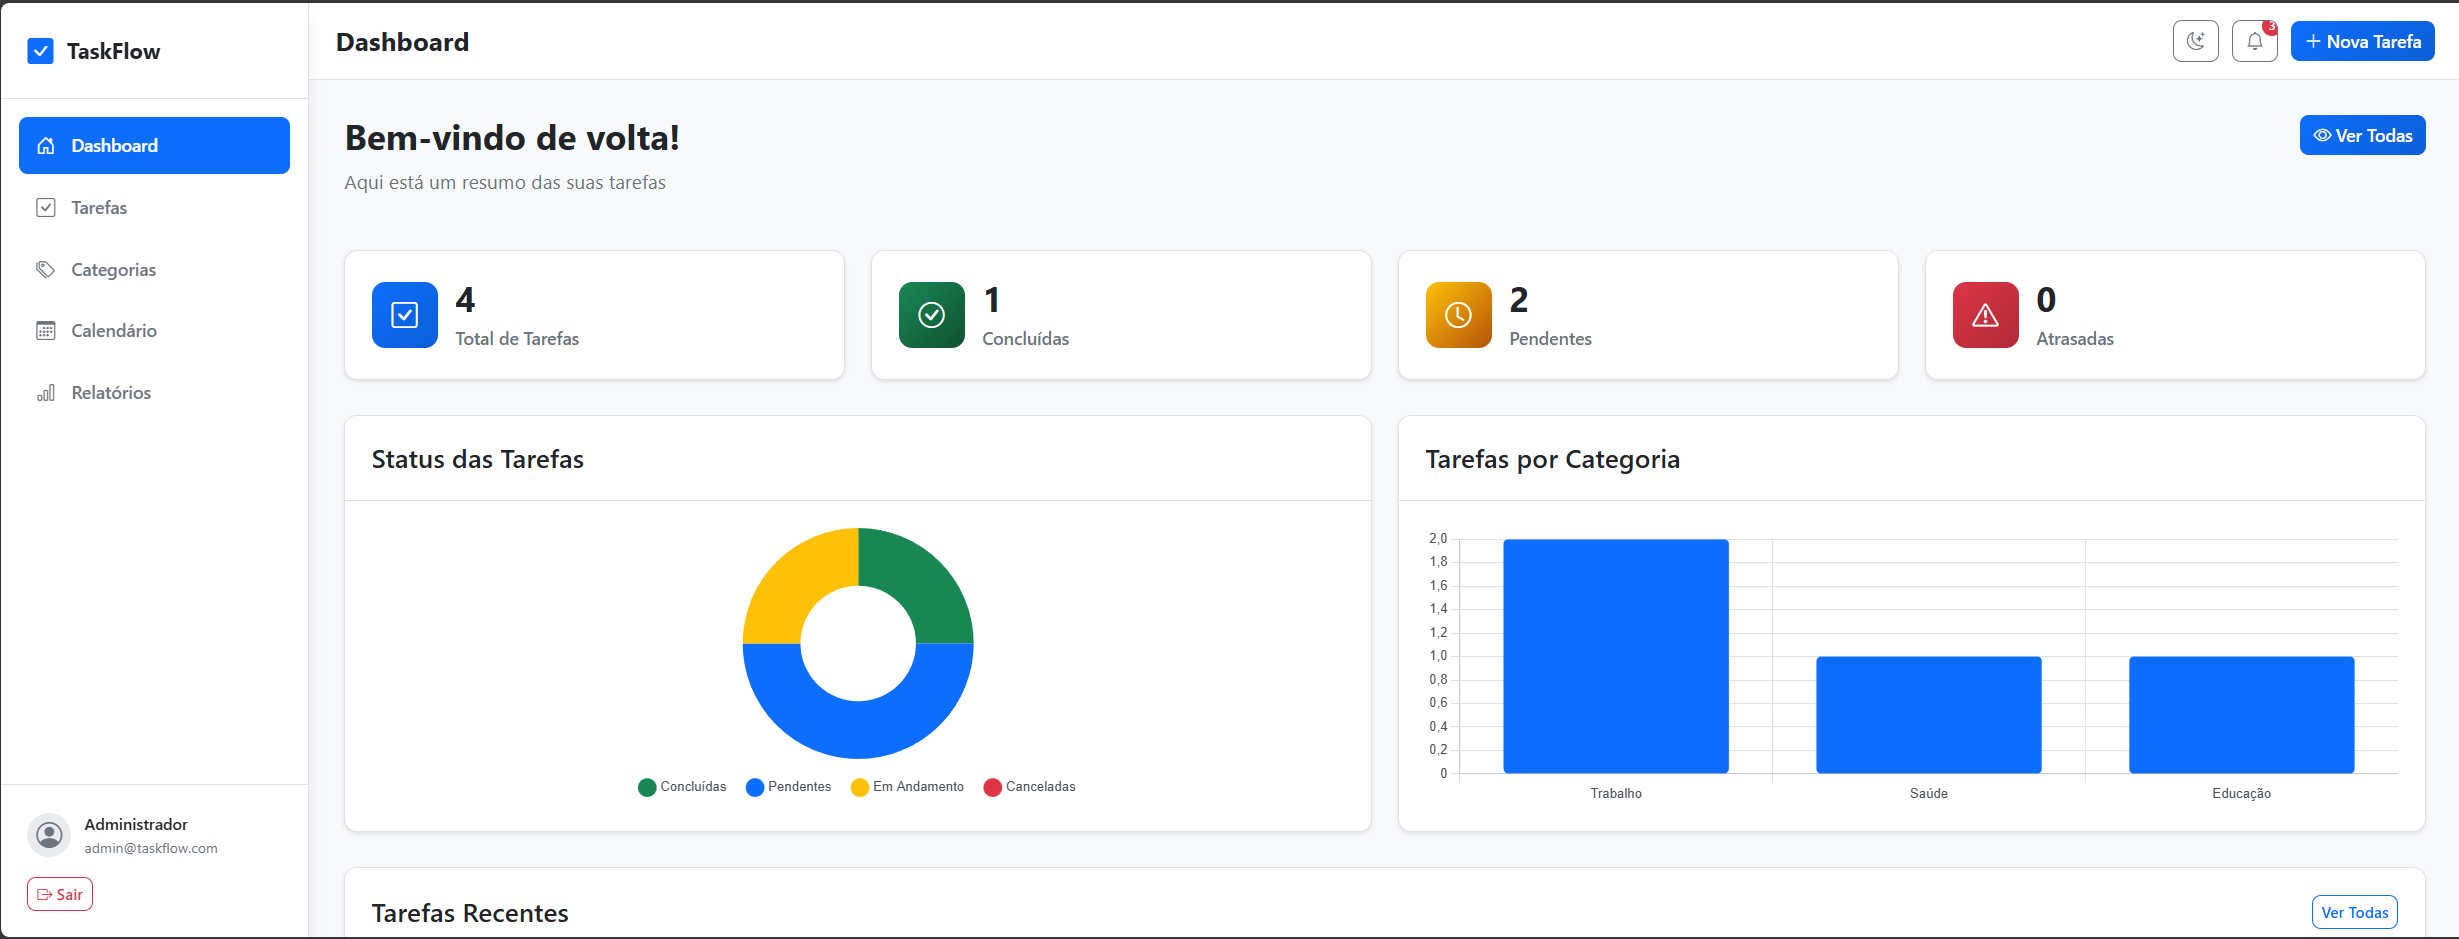 TaskFlow
Dashboard
Tarefas
Categorias
Calendário
Relatórios
Administrador
admin@taskflow.com
Sair
Dashboard
3
+ Nova Tarefa
Bem-vindo de volta!
Ver Todas
Aqui está um resumo das suas tarefas
4
Total de Tarefas
1
Concluídas
2
Pendentes
0
Atrasadas
Status das Tarefas
Concluídas Pendentes Em Andamento Canceladas
Tarefas por Categoria
2,0
1,8
1,6
1,4
1,2
1,0
0,8
0,6
0,4
0,2
0
Trabalho Saúde Educação
Tarefas Recentes
Ver Todas